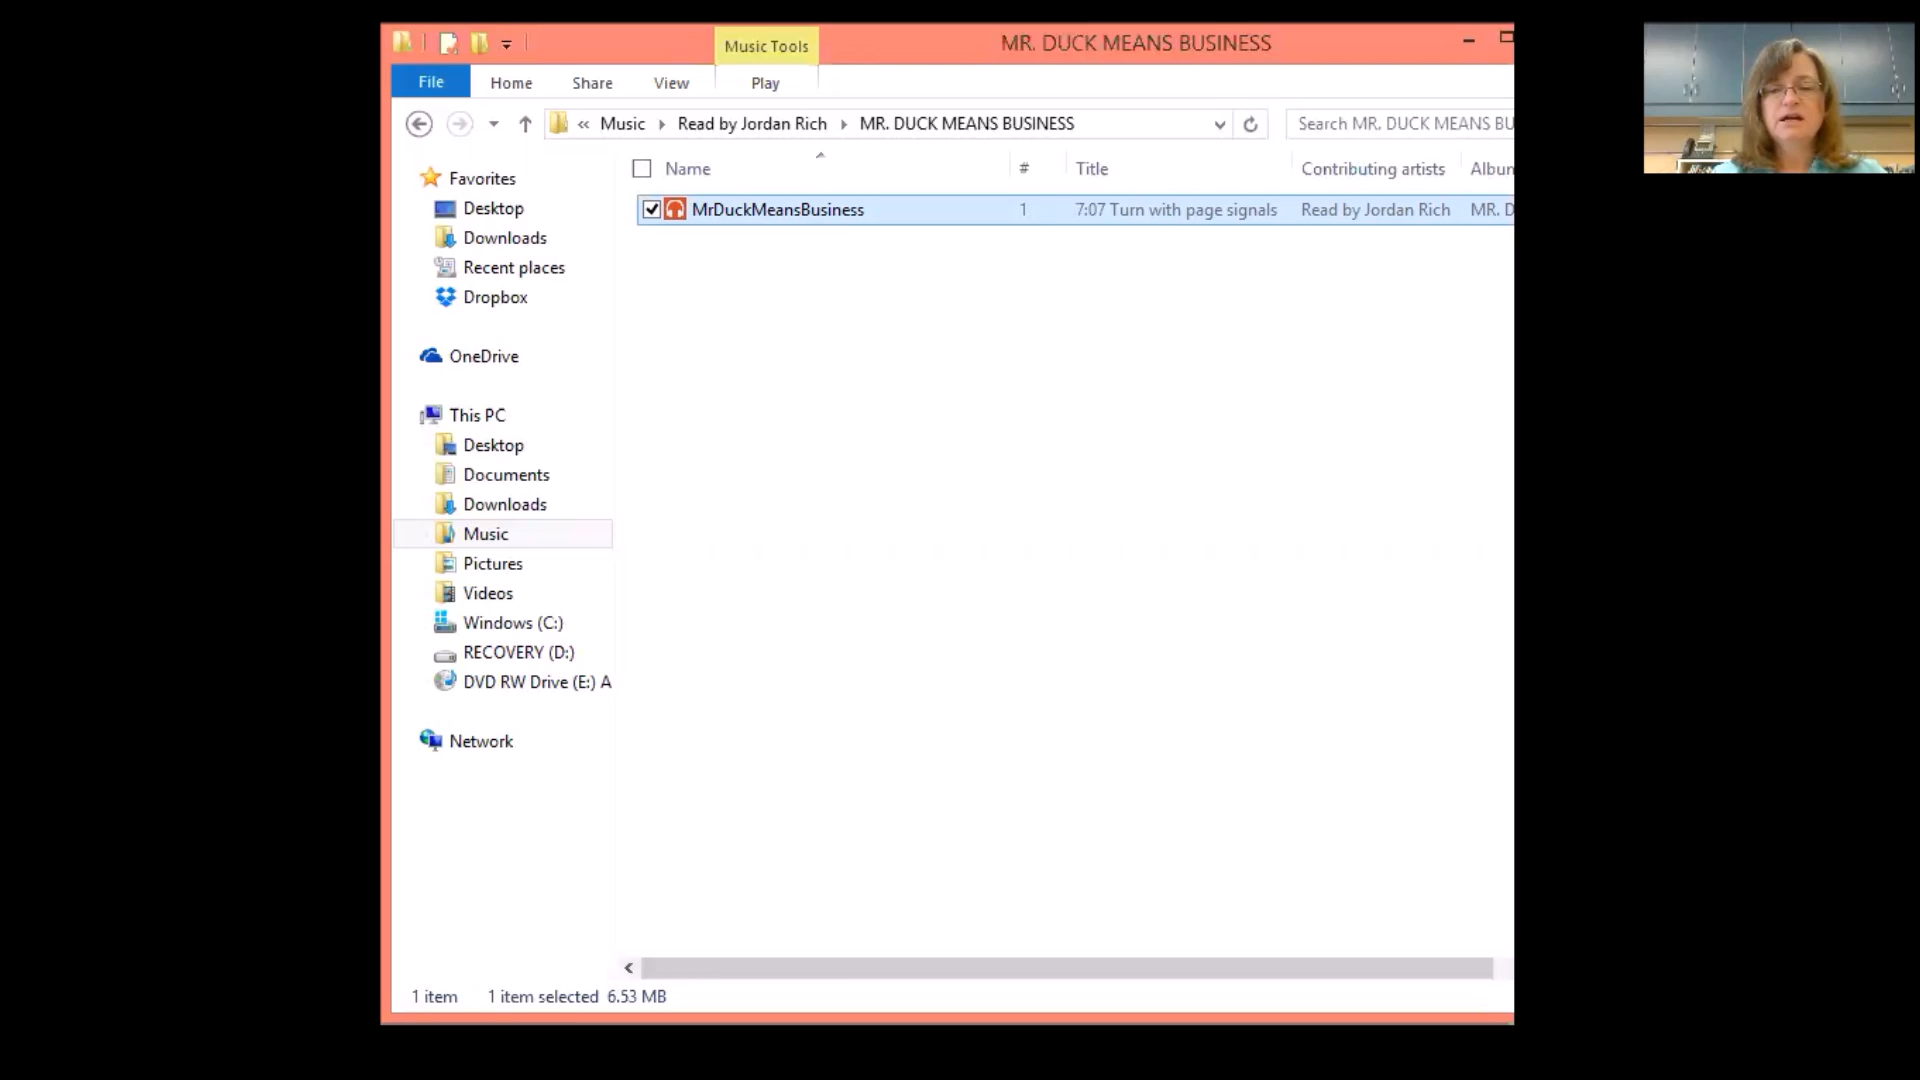 Music Tools
MR. DUCK MEANS BUSINESS
File
Home
Share
View
Play
« Music
Read by Jordan Rich
MR. DUCK MEANS BUSINESS
Search MR. DUCK MEANS BU
Name
#
Title
Contributing artists
Album
MrDuckMeansBusiness
1
7:07 Turn with page signals
Read by Jordan Rich
MR. D
Favorites
Desktop
Downloads
Recent places
Dropbox
OneDrive
This PC
Desktop
Documents
Downloads
Music
Pictures
Videos
Windows (C:)
RECOVERY (D:)
DVD RW Drive (E:) A
Network
1 item
1 item selected 6.53 MB